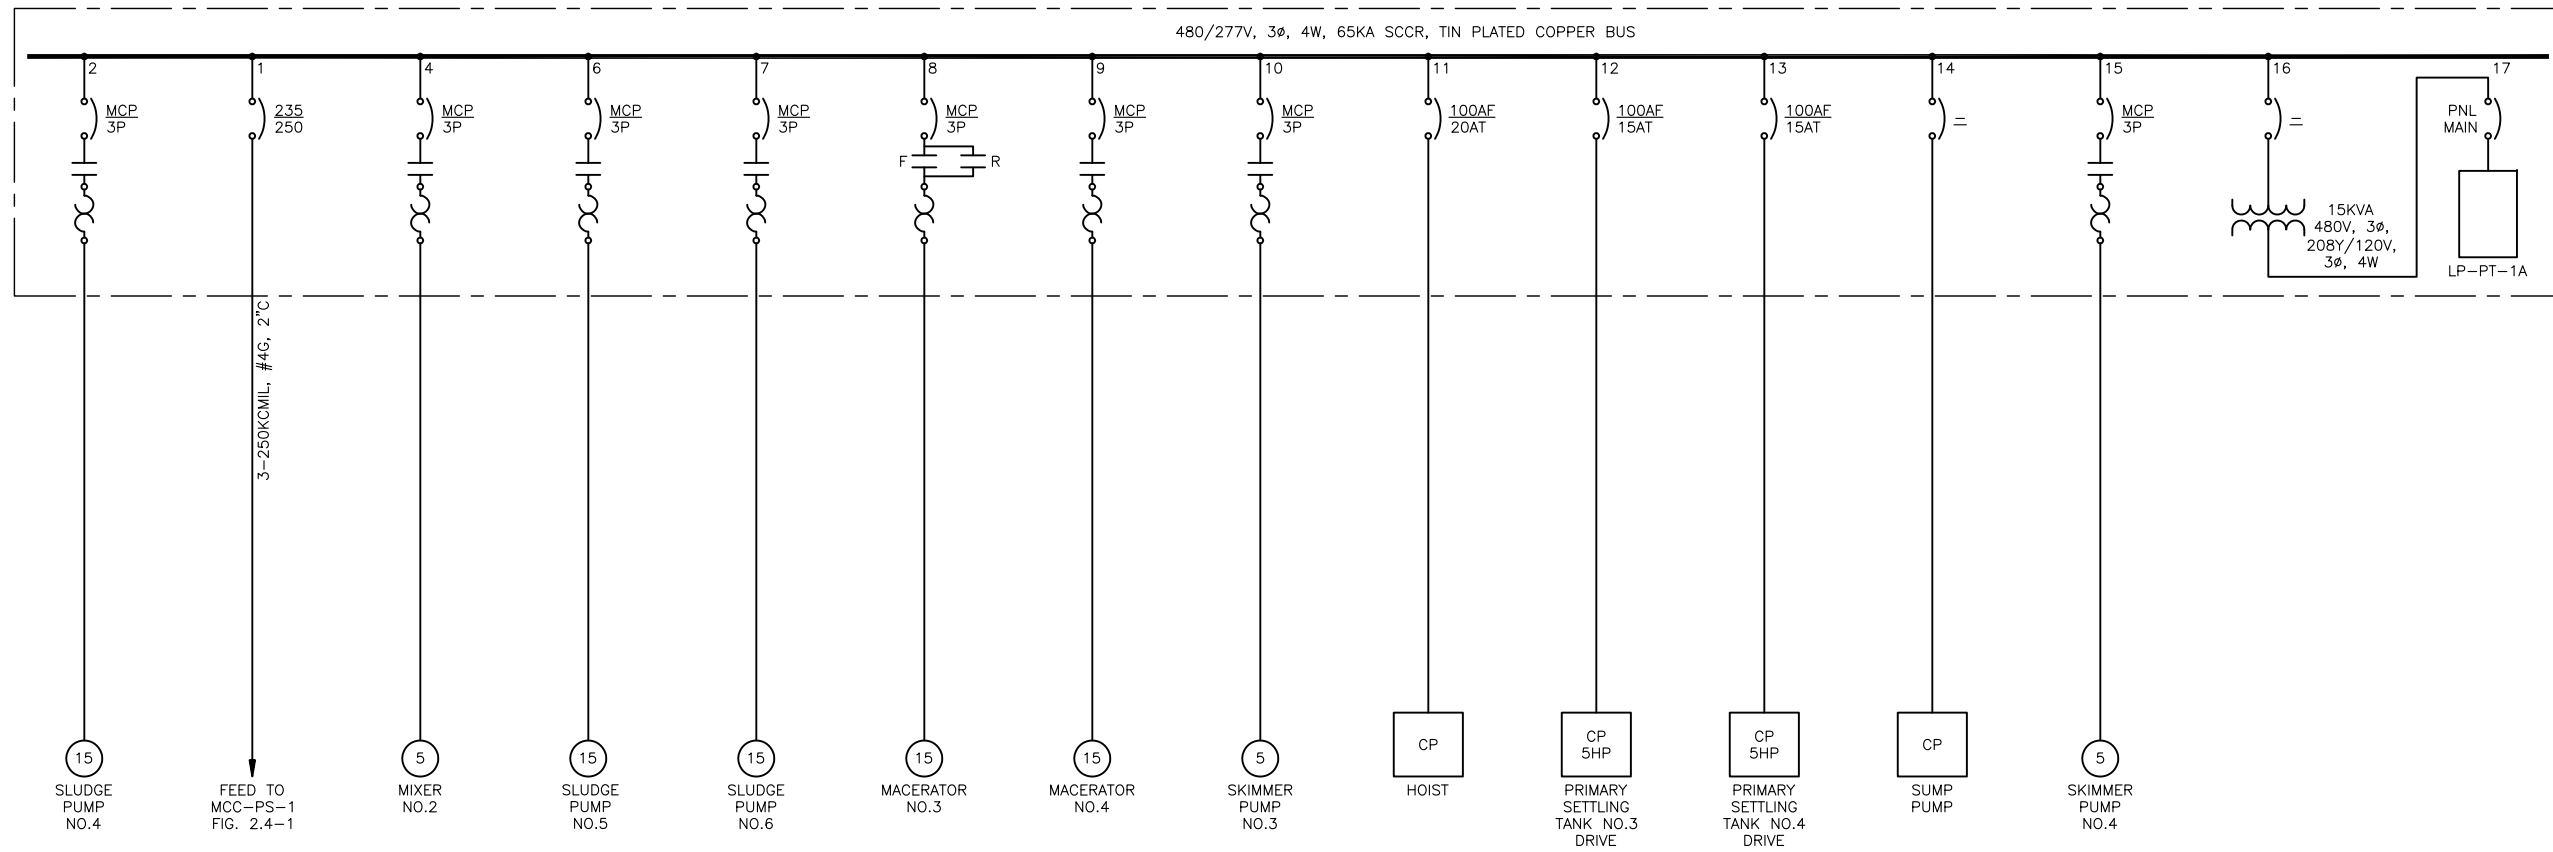 480/277V, 3ø, 4W, 65KA SCCR, TIN PLATED COPPER BUS
2
1
4
6
7
8
9
10
11
12
13
14
15
16
17
MCP
3P
235
250
MCP
3P
MCP
3P
MCP
3P
MCP
3P
F
R
MCP
3P
MCP
3P
100AF
20AT
100AF
15AT
100AF
15AT
–
MCP
3P
–
PNL
MAIN
15KVA
480V, 3ø,
208Y/120V,
3ø, 4W
LP-PT-1A
3-250KCMIL, #4G, 2"C
15
SLUDGE
PUMP
NO.4
FEED TO
MCC-PS-1
FIG. 2.4-1
5
MIXER
NO.2
15
SLUDGE
PUMP
NO.5
15
SLUDGE
PUMP
NO.6
15
MACERATOR
NO.3
15
MACERATOR
NO.4
5
SKIMMER
PUMP
NO.3
CP
HOIST
CP
5HP
PRIMARY
SETTLING
TANK NO.3
DRIVE
CP
5HP
PRIMARY
SETTLING
TANK NO.4
DRIVE
CP
SUMP
PUMP
5
SKIMMER
PUMP
NO.4